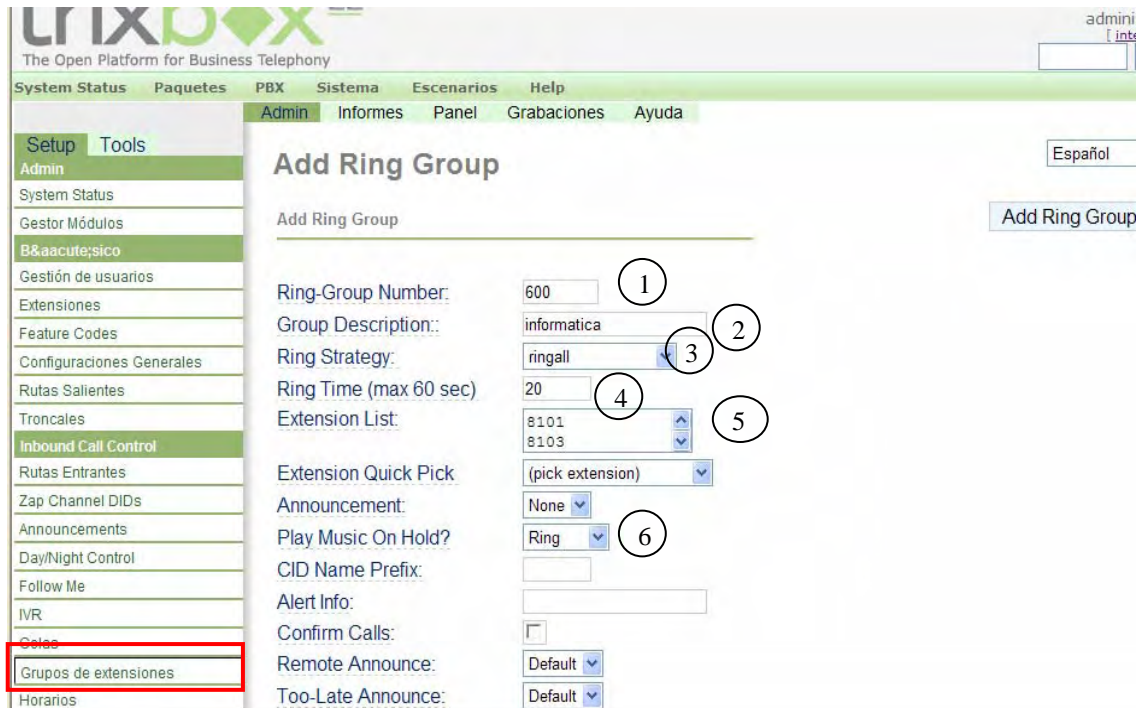 trixbox CE
The Open Platform for Business Telephony
admini
[ inte
System Status Paquetes PBX Sistema Escenarios Help
Admin Informes Panel Grabaciones Ayuda
Setup Tools
Admin
System Status
Gestor Módulos
B&aacute;sico
Gestión de usuarios
Extensiones
Feature Codes
Configuraciones Generales
Rutas Salientes
Troncales
Inbound Call Control
Rutas Entrantes
Zap Channel DIDs
Announcements
Day/Night Control
Follow Me
IVR
Colas
Grupos de extensiones
Horarios
Add Ring Group
Español
Add Ring Group
Add Ring Group
Ring-Group Number: 600 1
Group Description:: informatica 2
Ring Strategy: ringall 3
Ring Time (max 60 sec) 20 4
Extension List: 8101 5
8103
Extension Quick Pick (pick extension)
Announcement: None
Play Music On Hold? Ring 6
CID Name Prefix:
Alert Info:
Confirm Calls:
Remote Announce: Default
Too-Late Announce: Default